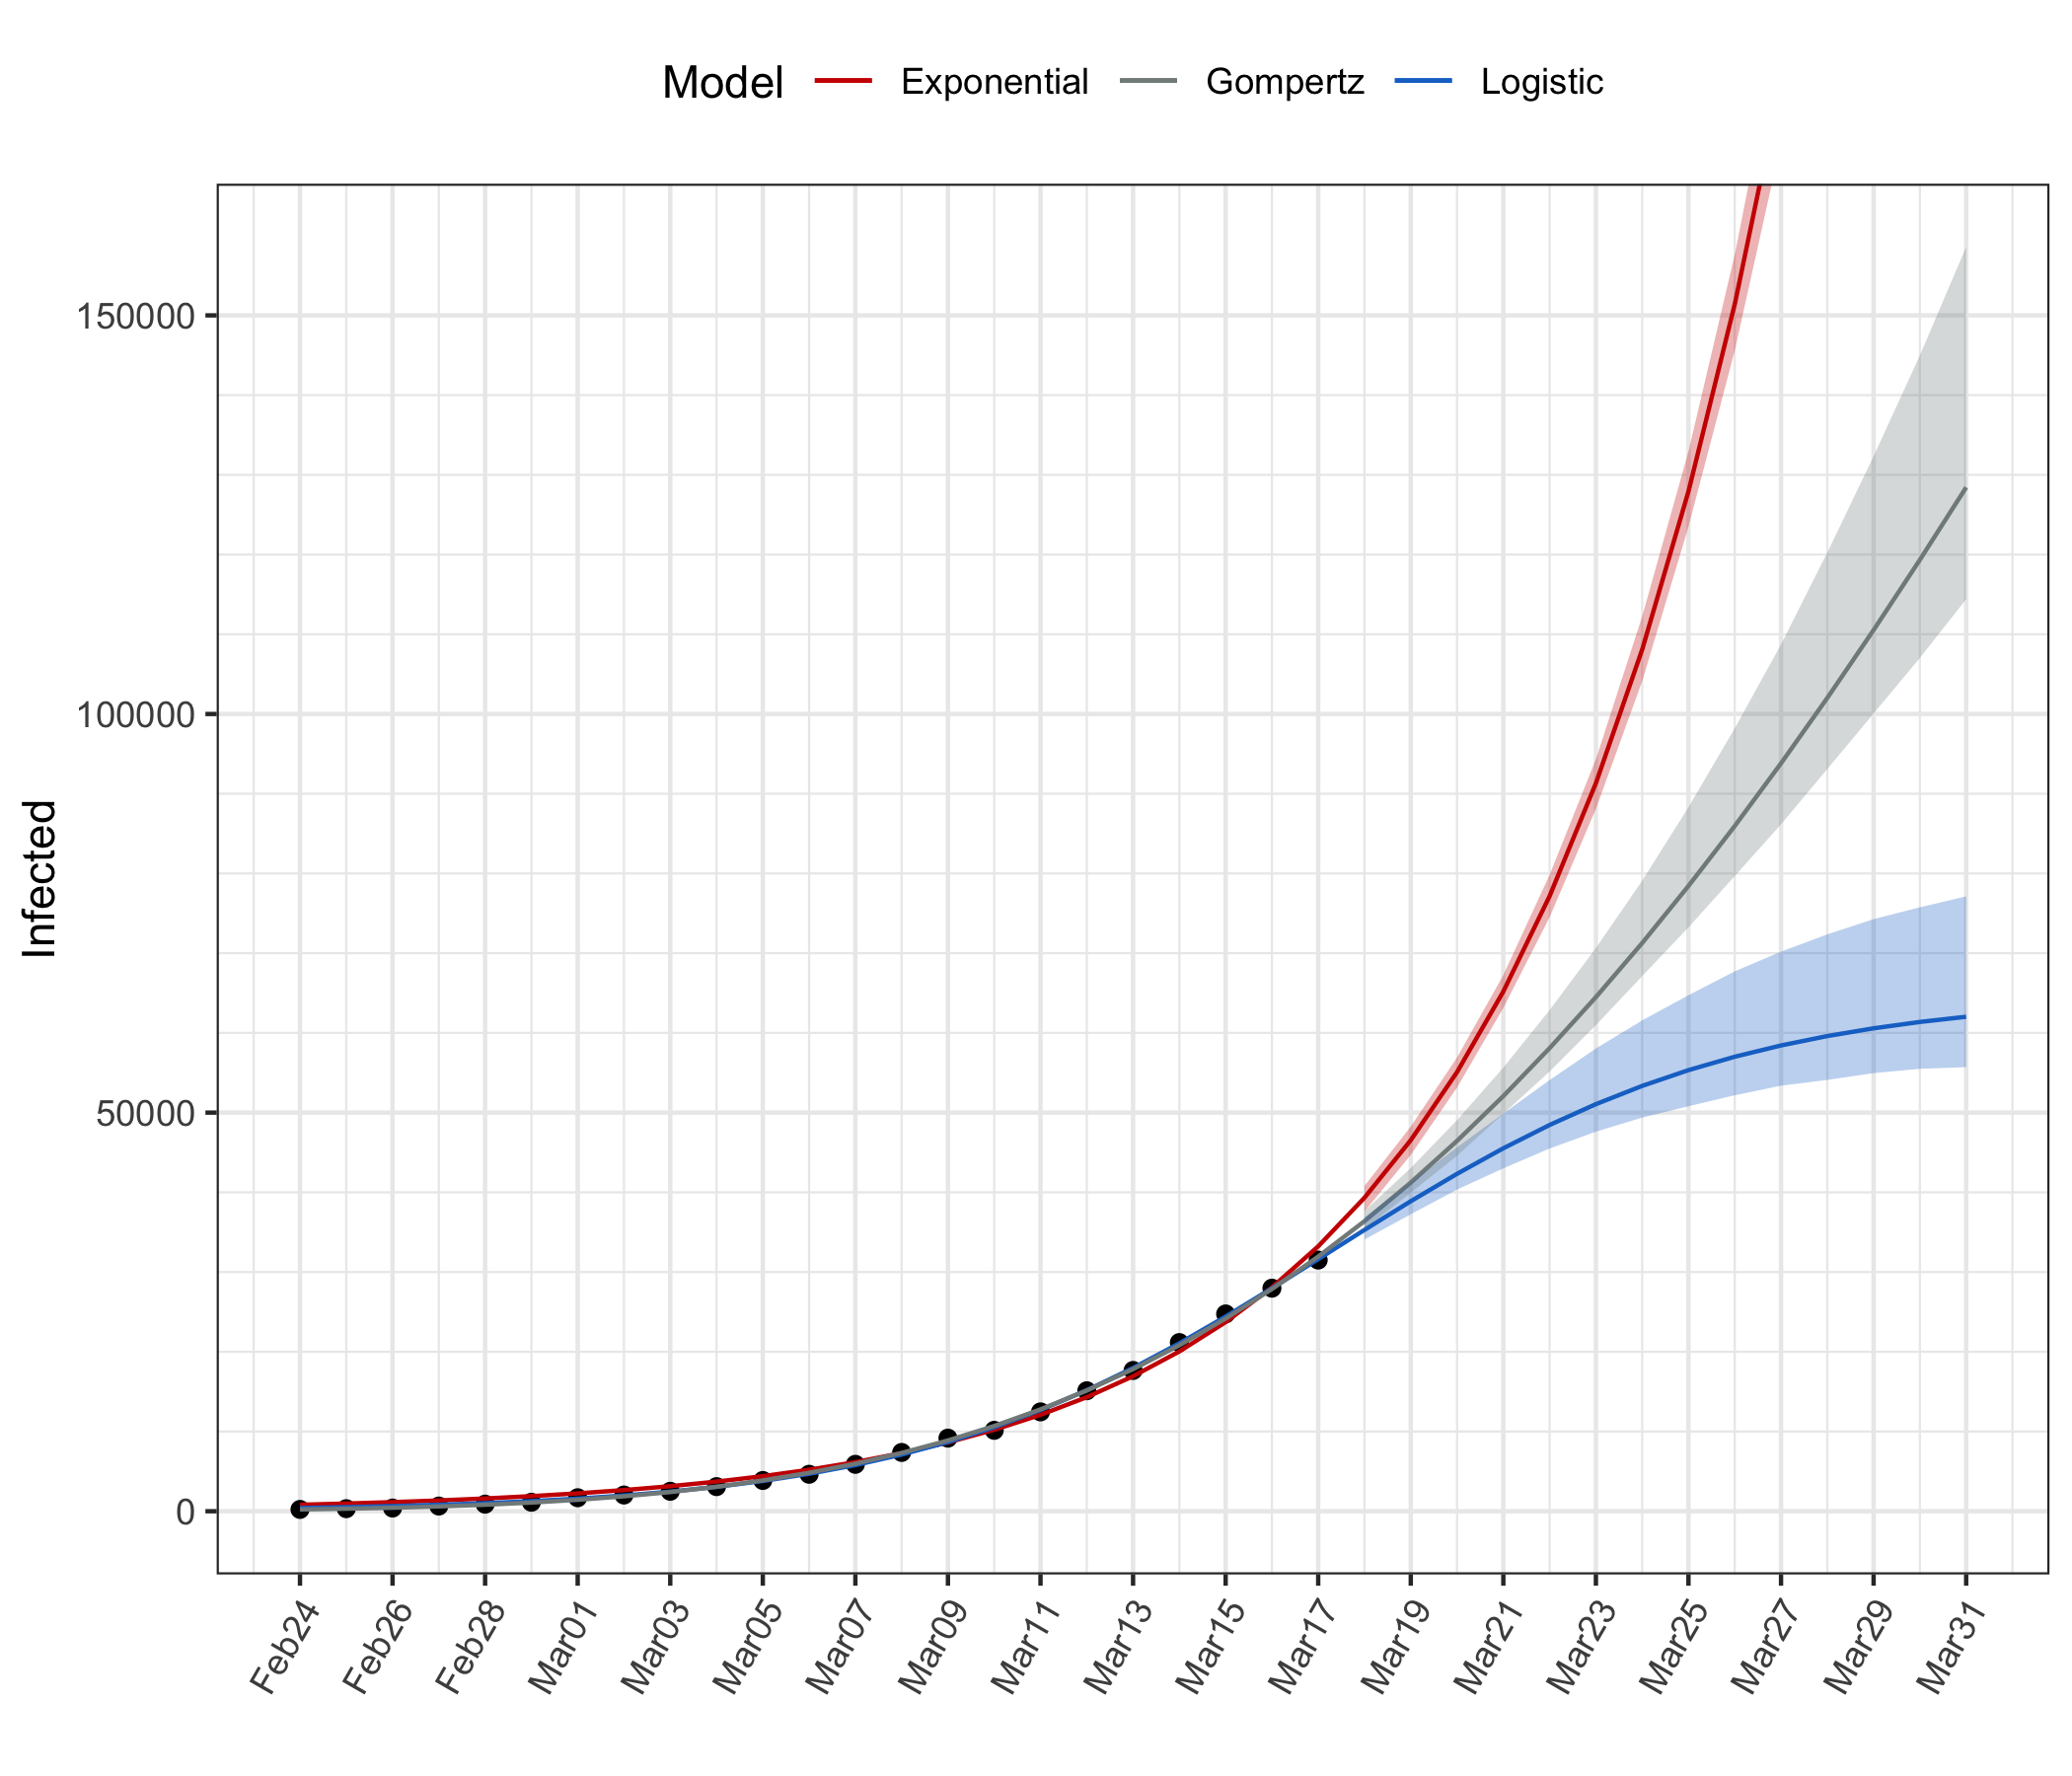 Model Exponential Gompertz Logistic
150000
100000
50000
0
Infected
Feb24 Feb26 Feb28 Mar01 Mar03 Mar05 Mar07 Mar09 Mar11 Mar13 Mar15 Mar17 Mar19 Mar21 Mar23 Mar25 Mar27 Mar29 Mar31